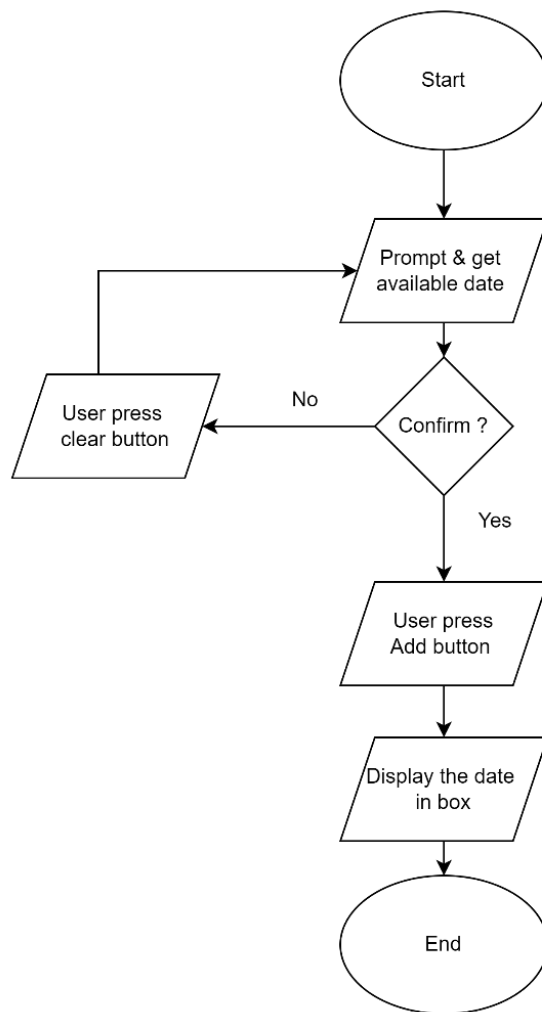 Start
Prompt & get
available date
Confirm ?
No
User press
clear button
Yes
User press
Add button
Display the date
in box
End